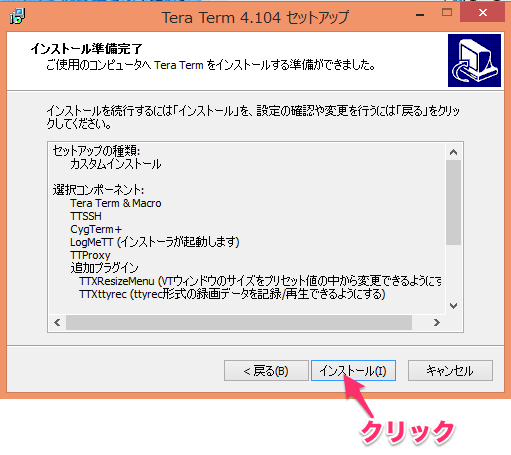 Tera Term 4.104 セットアップ
インストール準備完了
ご使用のコンピュータへ Tera Term をインストールする準備ができました。
インストールを続行するには「インストール」を、設定の確認や変更を行うには「戻る」をクリッ
クしてください。
セットアップの種類:
カスタムインストール
選択コンポーネント:
Tera Term & Macro
TTSSH
CygTerm+
LogMeTT (インストーラが起動します)
TTProxy
追加プラグイン
TTXResizeMenu (VTウィンドウのサイズをプリセット値の中から変更できるようにす
TTXttyrec (ttyrec形式の録画データを記録/再生できるようにする)
< 戻る(B) インストール(I) キャンセル
クリック